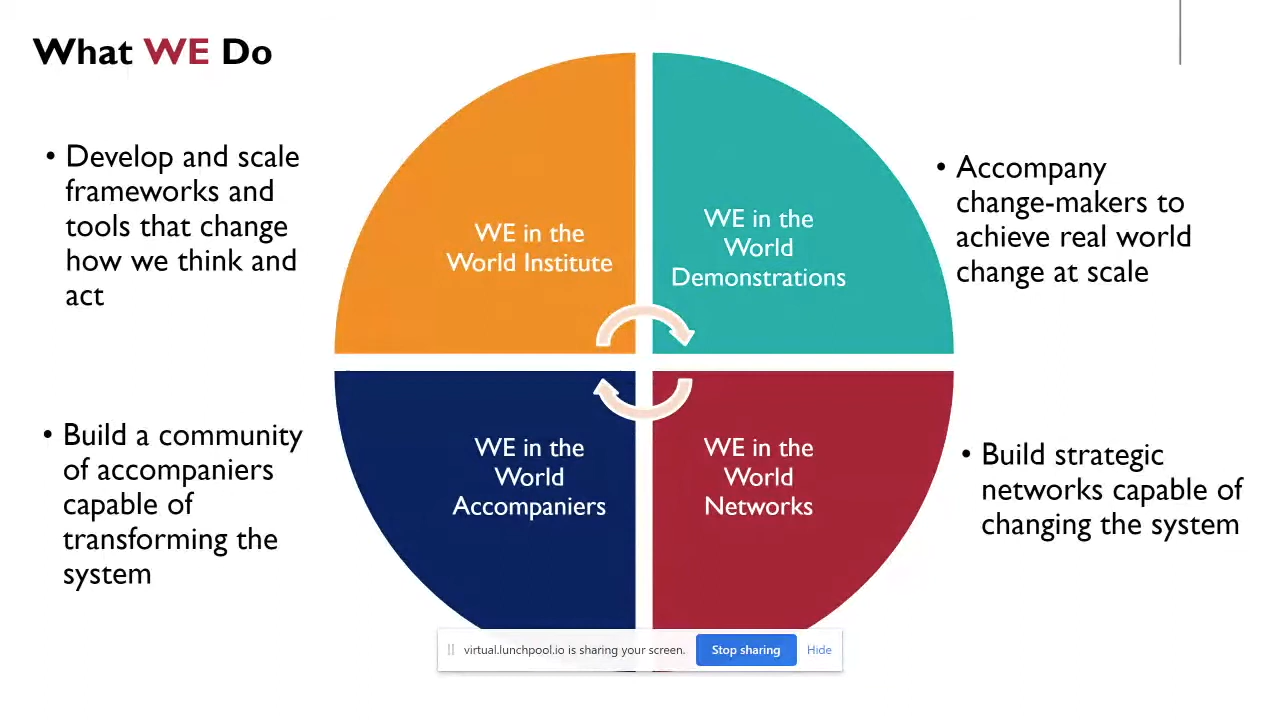 What WE Do
• Develop and scale
frameworks and
tools that change
how we think and
act
WE in the
World Institute
WE in the
World
Demonstrations
• Accompany
change-makers to
achieve real world
change at scale
• Build a community
of accompaniers
capable of
transforming the
system
WE in the
World
Accompaniers
WE in the
World
Networks
• Build strategic
networks capable of
changing the system
virtual.lunchpool.io is sharing your screen. Stop sharing Hide